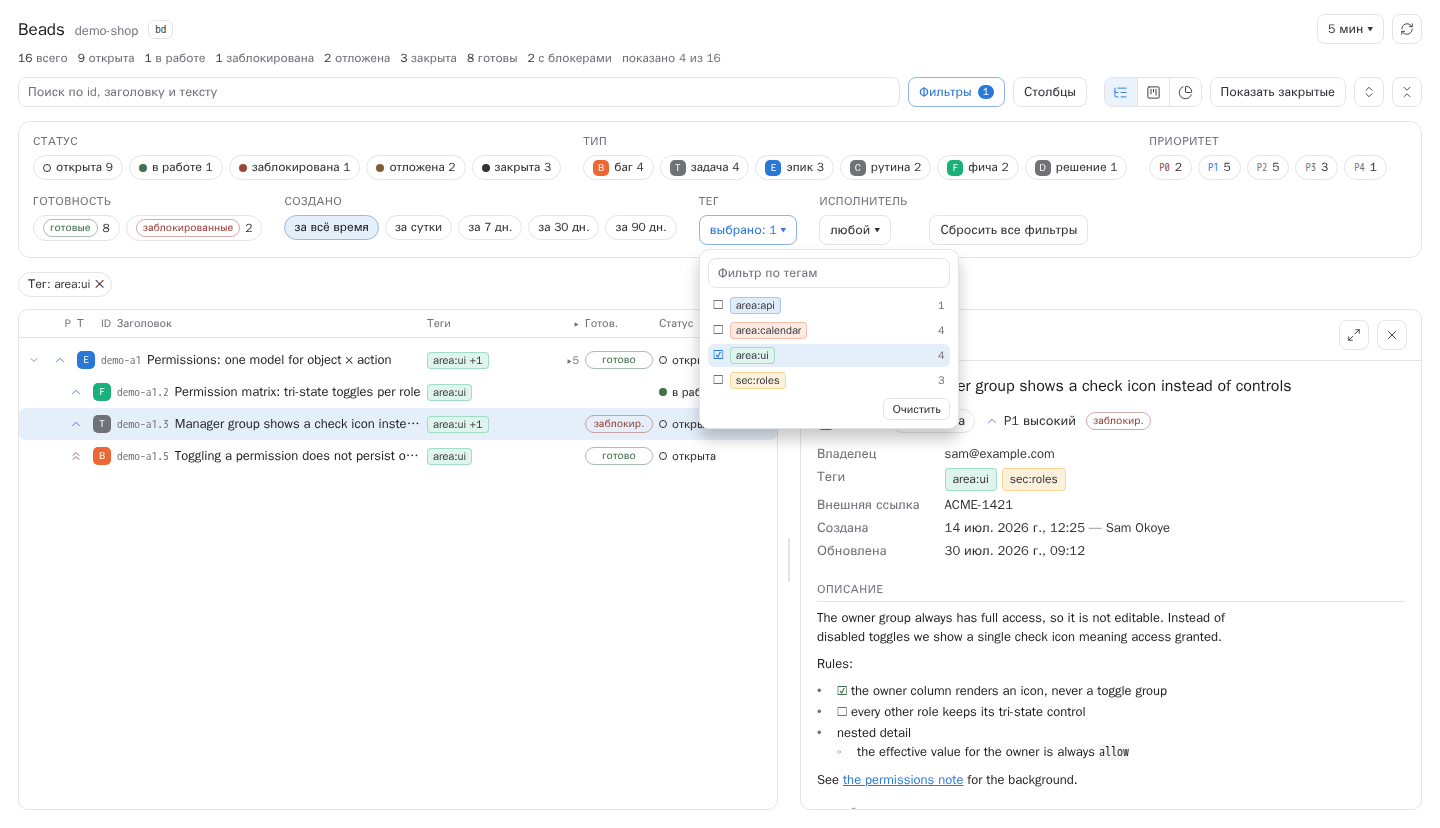 Beads demo-shop bd
5 мин
16 всего 9 открыта 1 в работе 1 заблокирована 2 отложена 3 закрыта 8 готовы 2 с блокерами показано 4 из 16
Поиск по id, заголовку и тексту
Фильтры 1
Столбцы
Показать закрытые
СТАТУС
открыта 9 в работе 1 заблокирована 1 отложена 2 закрыта 3
ТИП
B баг 4 T задача 4 E эпик 3 C рутина 2 F фича 2 D решение 1
ПРИОРИТЕТ
P0 2 P1 5 P2 5 P3 3 P4 1
ГОТОВНОСТЬ
готовые 8 заблокированные 2
СОЗДАНО
за всё время за сутки за 7 дн. за 30 дн. за 90 дн.
ТЕГ
выбрано: 1
ИСПОЛНИТЕЛЬ
любой
Сбросить все фильтры
Тег: area:ui
Фильтр по тегам
area:api 1
area:calendar 4
area:ui 4
sec:roles 3
Очистить
P T ID Заголовок Теги Готов. Статус
E demo-a1 Permissions: one model for object × action area:ui +1 ▸5 готово
F demo-a1.2 Permission matrix: tri-state toggles per role area:ui
T demo-a1.3 Manager group shows a check icon inste··· area:ui +1 заблокир.
B demo-a1.5 Toggling a permission does not persist o··· area:ui готово открыта
group shows a check icon instead of controls
P1 высокий заблокир.
Владелец sam@example.com
Теги area:ui sec:roles
Внешняя ссылка ACME-1421
Создана 14 июл. 2026 г., 12:25 — Sam Okoye
Обновлена 30 июл. 2026 г., 09:12
ОПИСАНИЕ
The owner group always has full access, so it is not editable. Instead of
disabled toggles we show a single check icon meaning access granted.
Rules:
• ☑ the owner column renders an icon, never a toggle group
• ☐ every other role keeps its tri-state control
• nested detail
◦ the effective value for the owner is always allow
See the permissions note for the background.